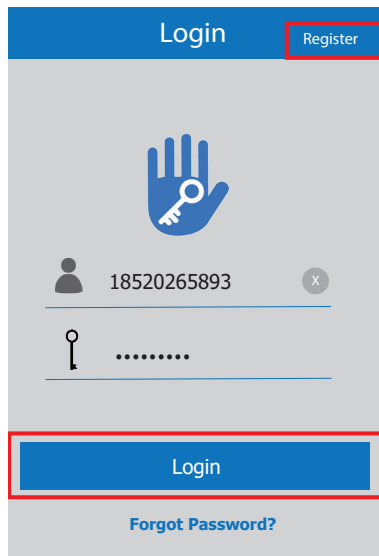 Login
Register
18520265893
X
•••••••••
Login
Forgot Password?